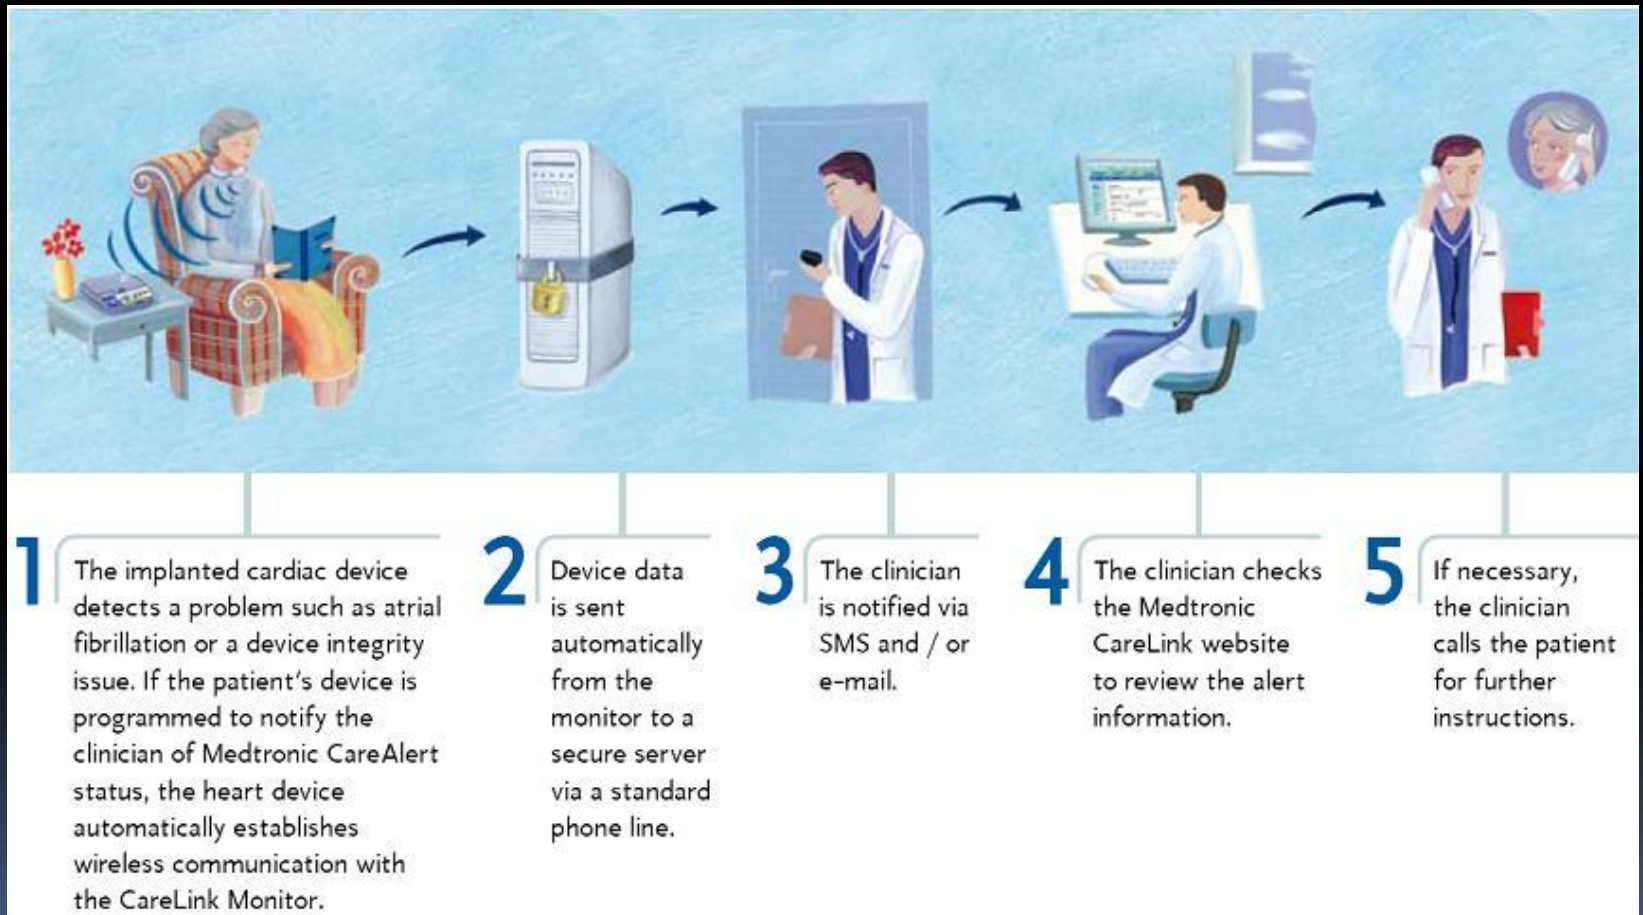 1
The implanted cardiac device
detects a problem such as atrial
fibrillation or a device integrity
issue. If the patient's device is
programmed to notify the
clinician of Medtronic CareAlert
status, the heart device
automatically establishes
wireless communication with
the CareLink Monitor.
2
Device data
is sent
automatically
from the
monitor to a
secure server
via a standard
phone line.
3
The clinician
is notified via
SMS and / or
e-mail.
4
The clinician checks
the Medtronic
CareLink website
to review the alert
information.
5
If necessary,
the clinician
calls the patient
for further
instructions.